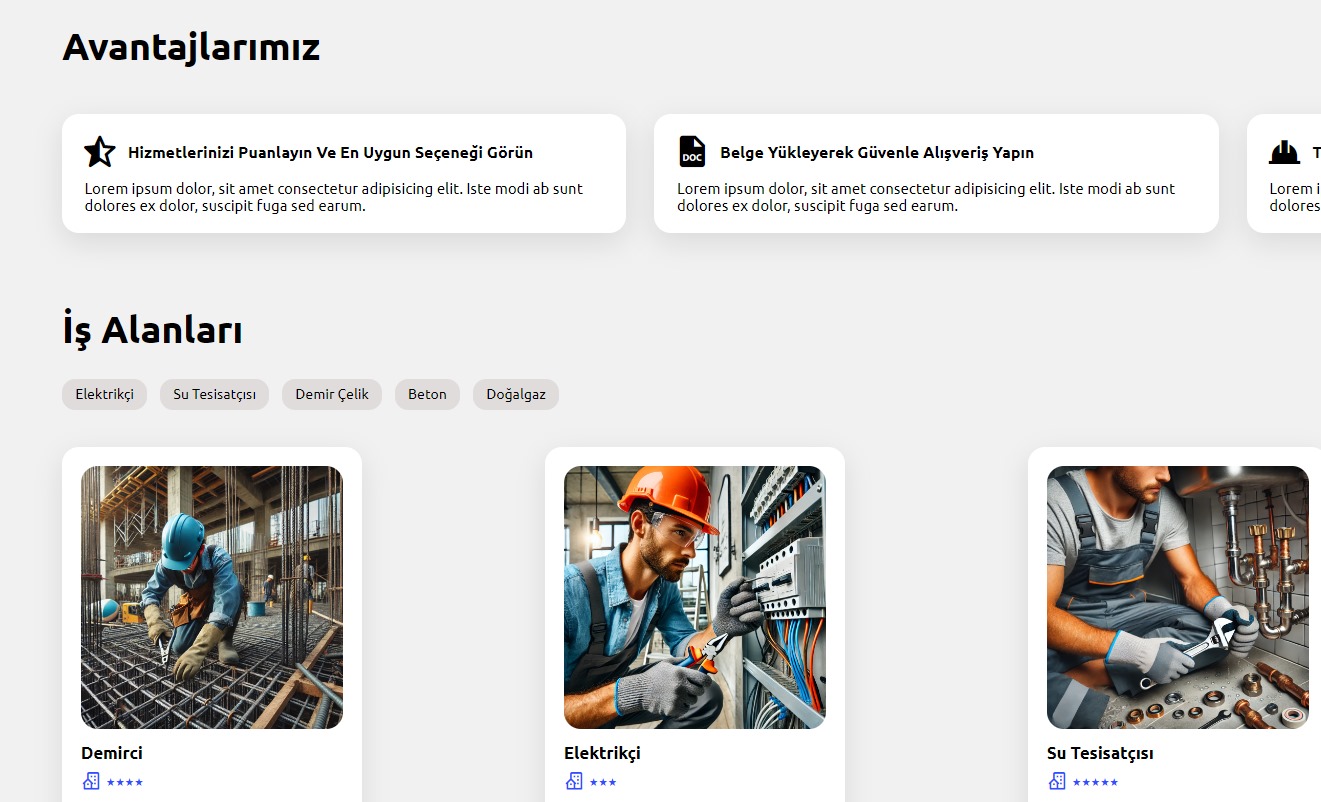 Avantajlarımız
Hizmetlerinizi Puanlayın Ve En Uygun Seçeneği Görün
Lorem ipsum dolor, sit amet consectetur adipisicing elit. Iste modi ab sunt
dolores ex dolor, suscipit fuga sed earum.
DOC
Belge Yükleyerek Güvenle Alışveriş Yapın
Lorem ipsum dolor, sit amet consectetur adipisicing elit. Iste modi ab sunt
dolores ex dolor, suscipit fuga sed earum.
T
Lorem i
dolores
İş Alanları
Elektrikçi
Su Tesisatçısı
Demir Çelik
Beton
Doğalgaz
Demirci
★★★★
Elektrikçi
★★★
Su Tesisatçısı
★★★★★